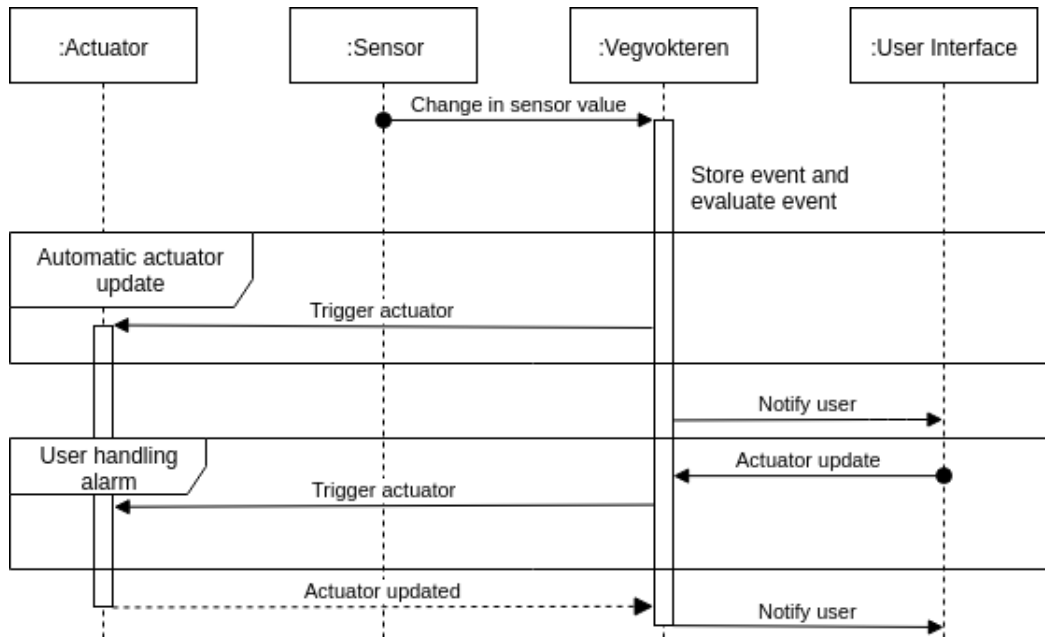 :Actuator
:Sensor
:Vegvokteren
:User Interface
Change in sensor value
Store event and
evaluate event
Automatic actuator
update
Trigger actuator
Notify user
User handling
alarm
Actuator update
Trigger actuator
Actuator updated
Notify user